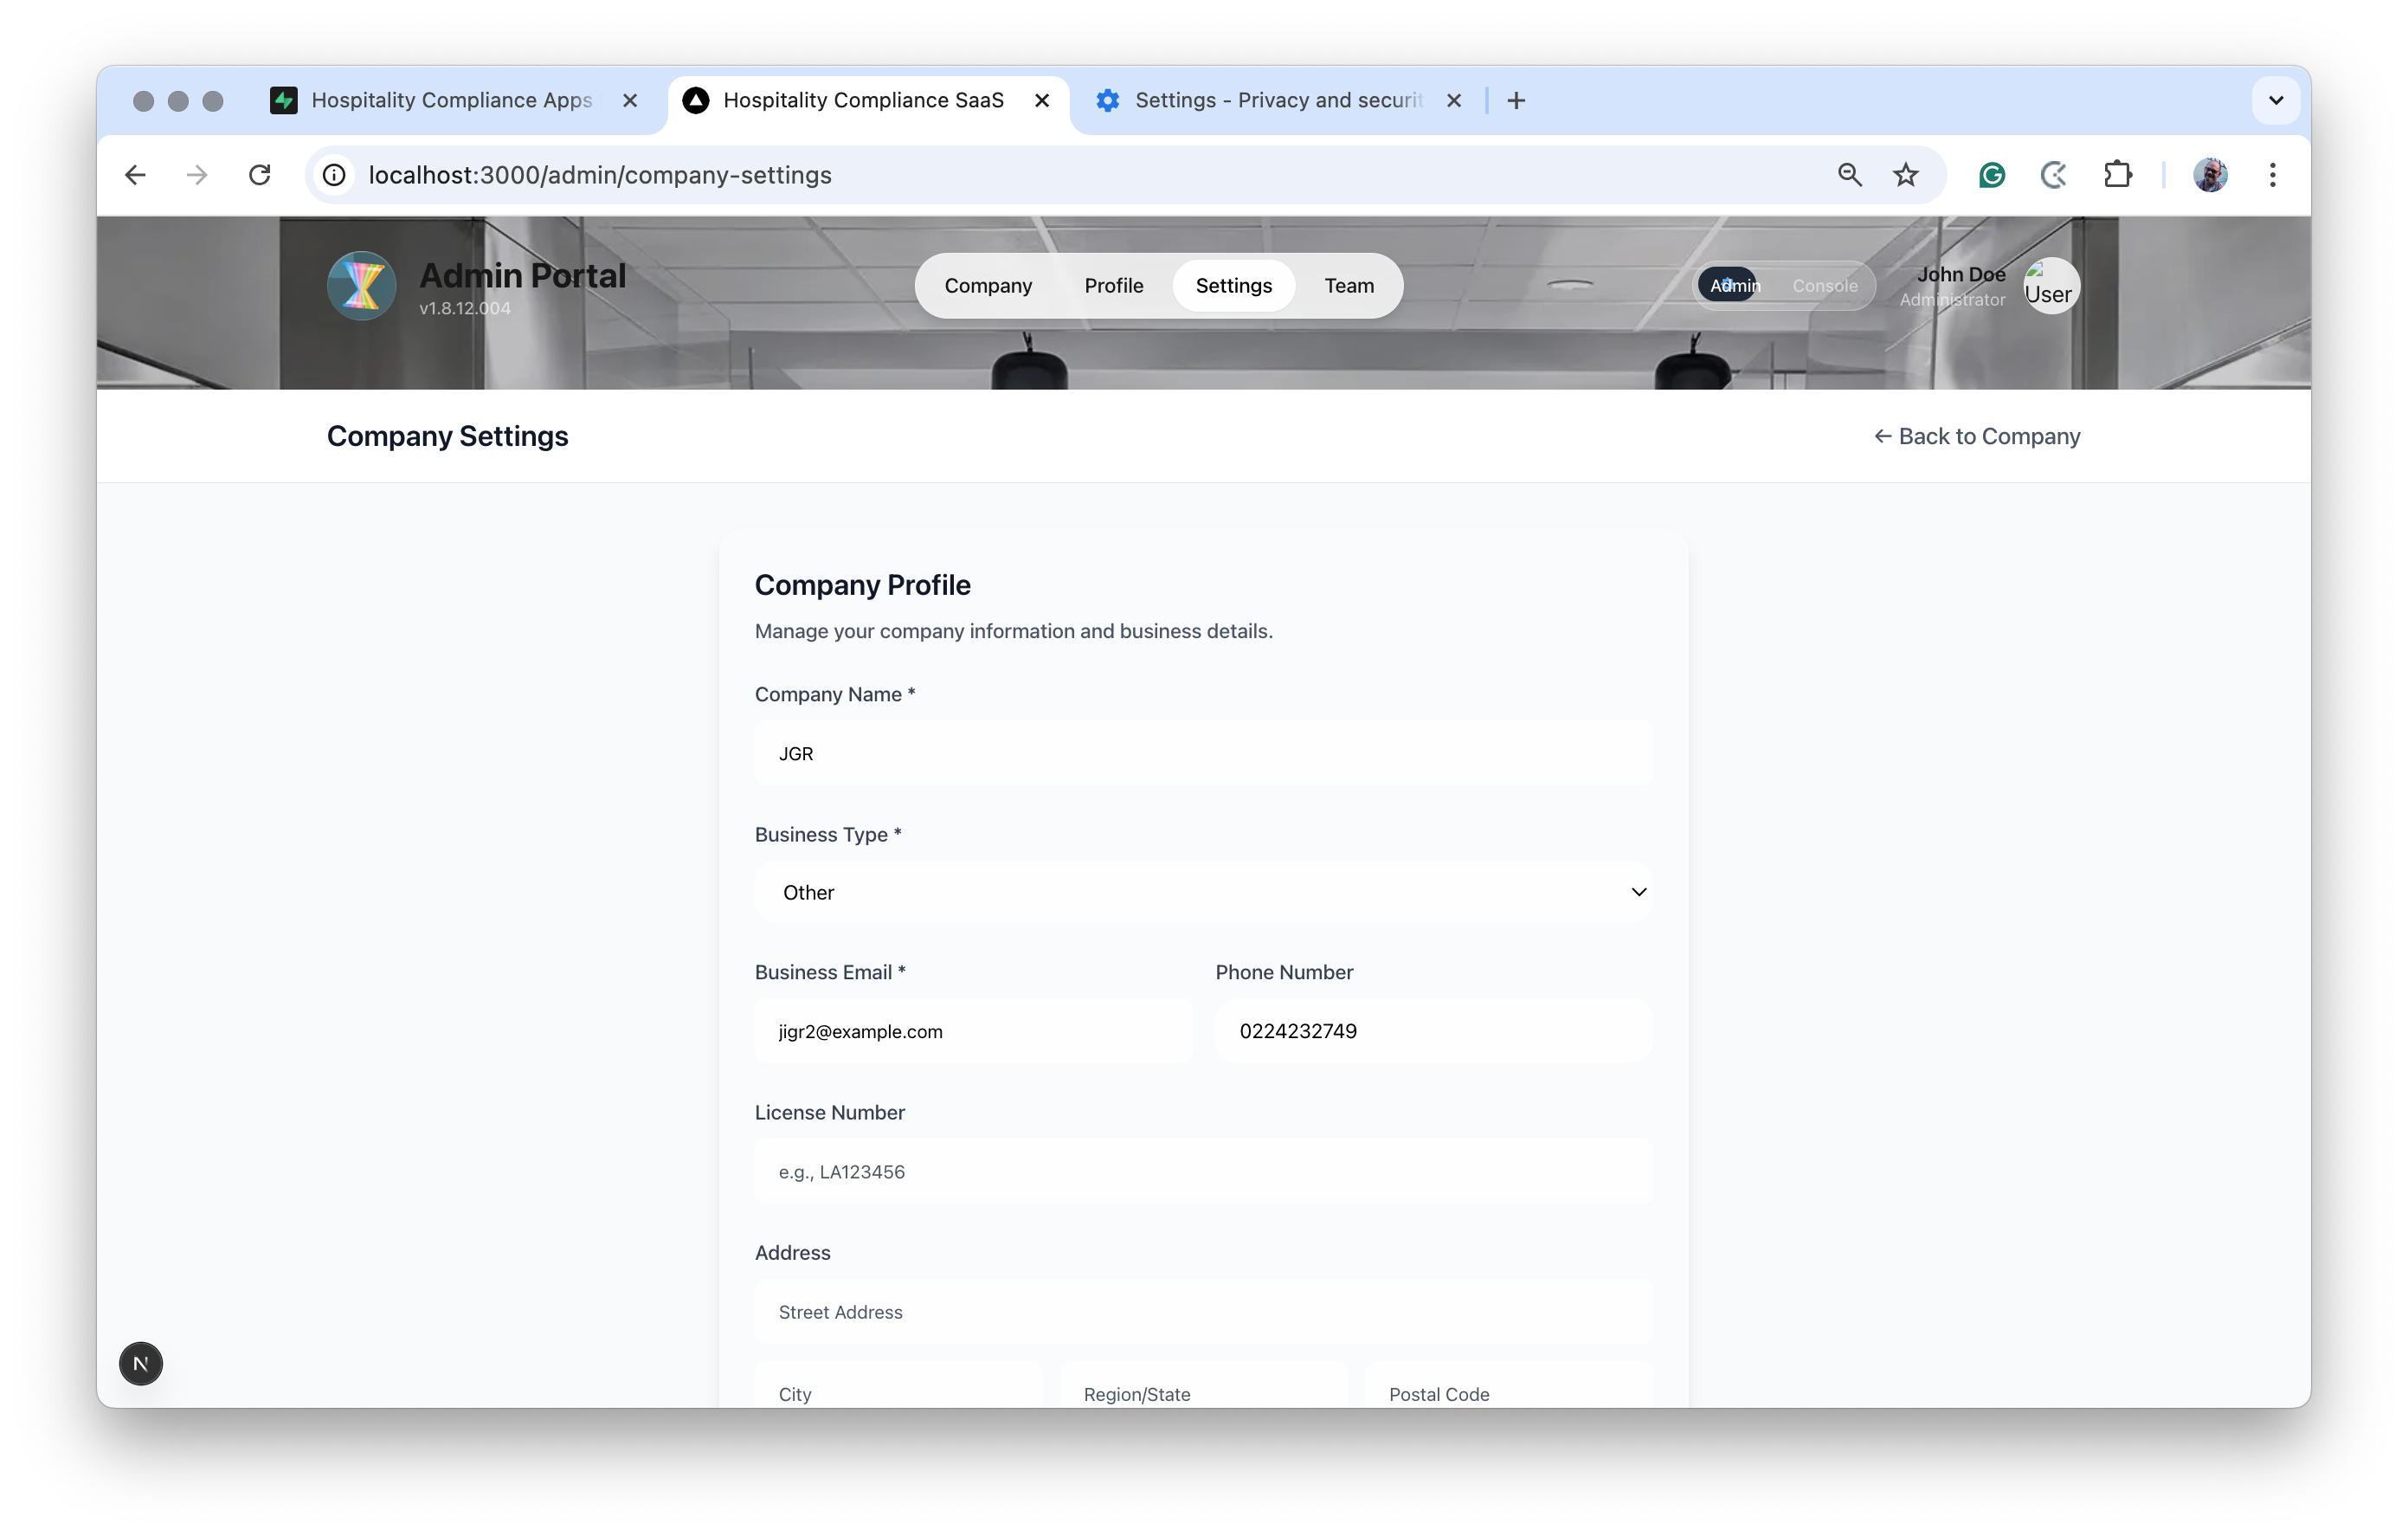 Hospitality Compliance Apps
Hospitality Compliance SaaS
Settings - Privacy and securit
localhost:3000/admin/company-settings
Admin Portal
v1.8.12.004
Company
Profile
Settings
Team
Admin
Console
John Doe
Administrator
User
Company Settings
← Back to Company
Company Profile
Manage your company information and business details.
Company Name *
JGR
Business Type *
Other
Business Email *
Phone Number
jigr2@example.com
0224232749
License Number
e.g., LA123456
Address
Street Address
City
Region/State
Postal Code
N